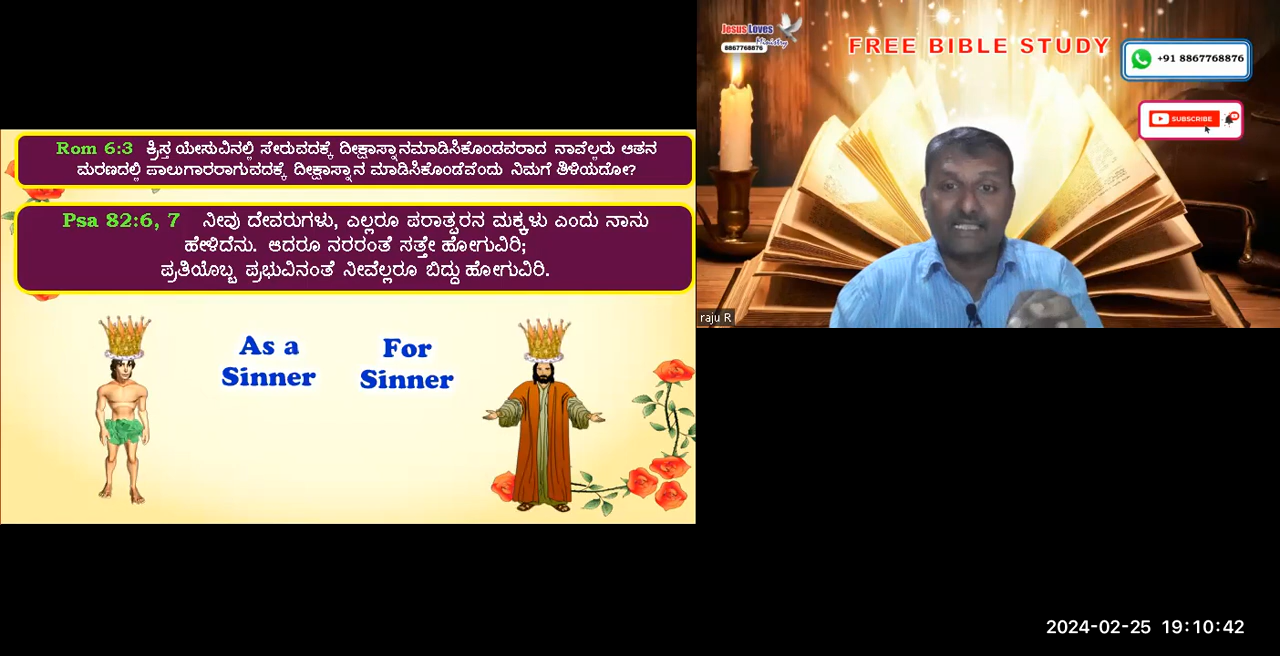 Rom 6:3 ಕ್ರಿಸ್ತ ಯೇಸುವಿನಲ್ಲಿ ಸೇರುವದಕ್ಕೆ ದೀಕ್ಷಾಸ್ನಾನಮಾಡಿಸಿಕೊಂಡವರಾದ ನಾವೆಲ್ಲರು ಆತನ
ಮರಣದಲ್ಲಿ ಪಾಲುಗಾರರಾಗುವದಕ್ಕೆ ದೀಕ್ಷಾಸ್ನಾನ ಮಾಡಿಸಿಕೊಂಡೆವೆಂದು ನಿಮಗೆ ತಿಳಿಯದೋ?
Psa 82:6, 7 ನೀವು ದೇವರುಗಳು, ಎಲ್ಲರೂ ಪರಾತ್ಪರನ ಮಕ್ಕಳು ಎಂದು ನಾನು
ಹೇಳಿದೆನು. ಆದರೂ ನರರಂತೆ ಸತ್ತೇ ಹೋಗುವಿರಿ;
ಪ್ರತಿಯೊಬ್ಬ ಪ್ರಭುವಿನಂತೆ ನೀವೆಲ್ಲರೂ ಬಿದ್ದು ಹೋಗುವಿರಿ.
As a
Sinner
For
Sinner
Jesus Loves
Ministry
8867768876
FREE BIBLE STUDY
+91 8867768876
SUBSCRIBE
raju R
2024-02-25 19:10:42